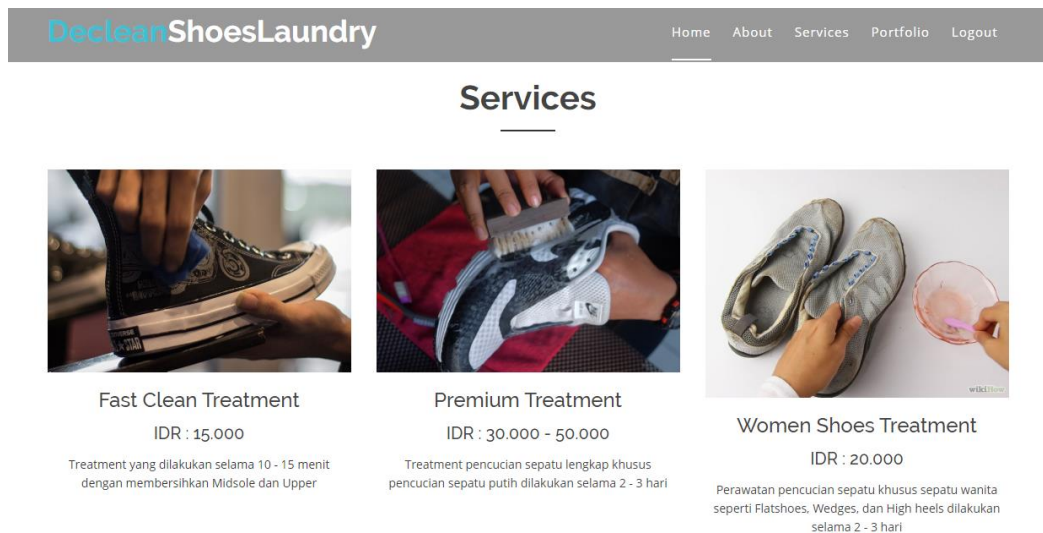 DecleanShoesLaundry
Home About Services Portfolio Logout
Services
wikiHow
Fast Clean Treatment
IDR : 15.000
Treatment yang dilakukan selama 10 - 15 menit
dengan membersihkan Midsole dan Upper
Premium Treatment
IDR : 30.000 - 50.000
Treatment pencucian sepatu lengkap khusus
pencucian sepatu putih dilakukan selama 2 - 3 hari
Women Shoes Treatment
IDR : 20.000
Perawatan pencucian sepatu khusus sepatu wanita
seperti Flatshoes, Wedges, dan High heels dilakukan
selama 2 - 3 hari